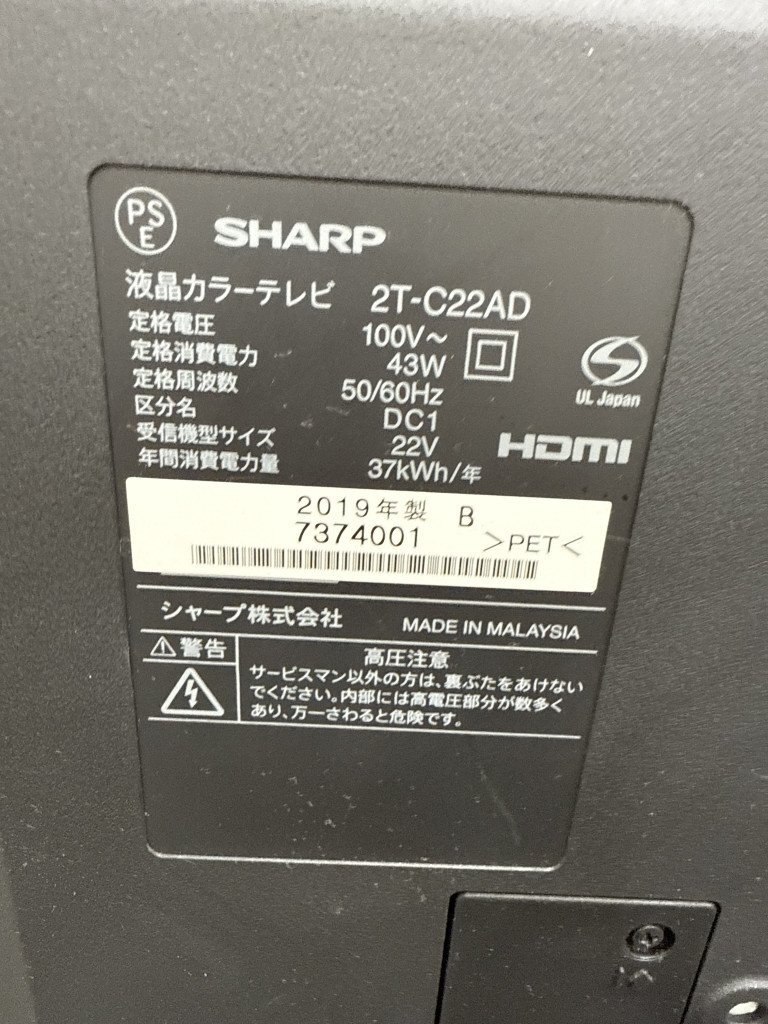 PS
E
SHARP
液晶カラーテレビ 2T-C22AD
定格電圧 100V～
定格消費電力 43W
定格周波数 50/60Hz
区分名 DC1
受信機型サイズ 22V
年間消費電力量 37kWh/年
UL Japan
HDMI
2019年製 B
7374001 >PET<
シャープ株式会社 MADE IN MALAYSIA
⚠警告 高圧注意
サービスマン以外の方は、裏ぶたをあけない
でください。内部には高電圧部分が数多く
あり、万一さわると危険です。